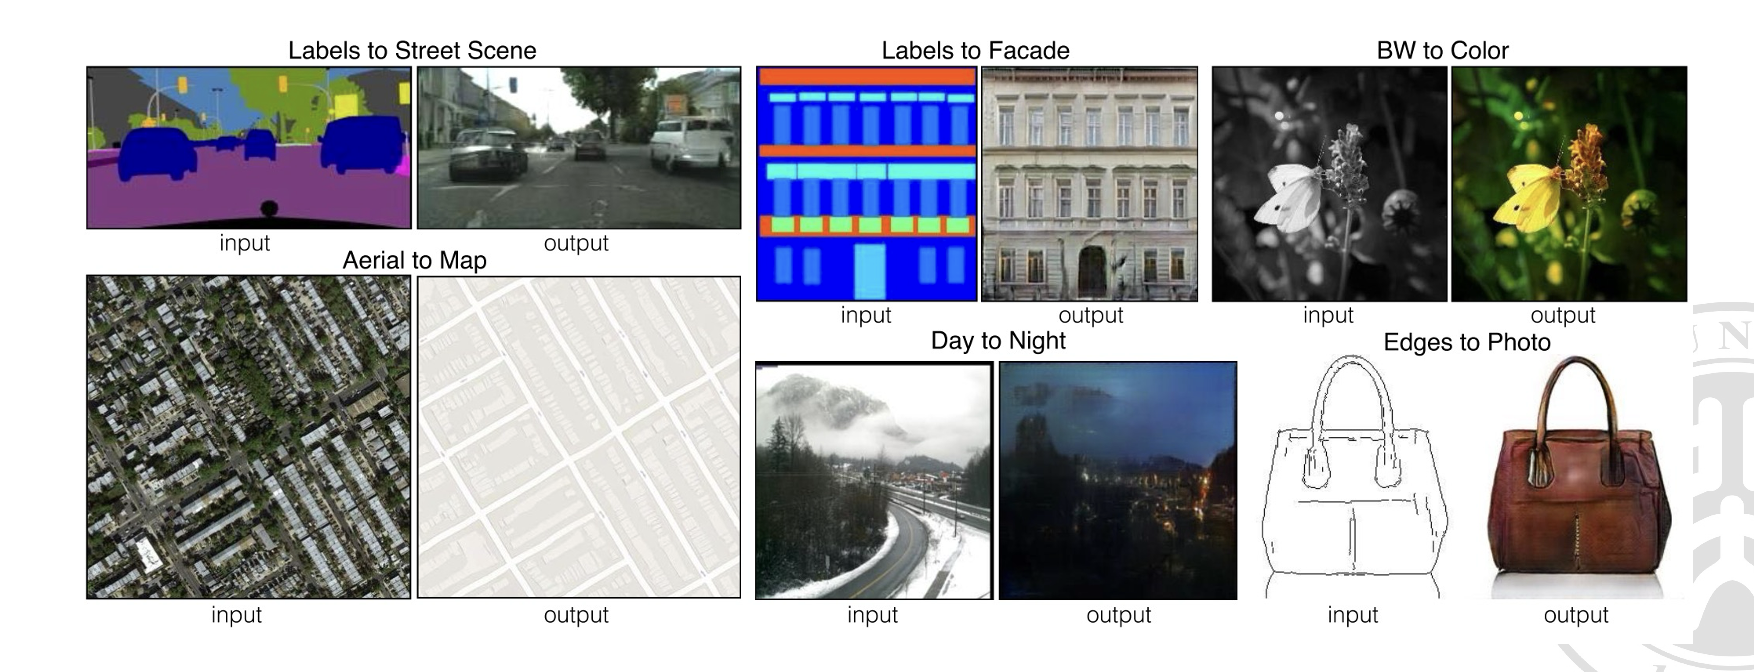 Labels to Street Scene
input
output
Aerial to Map
input
output
Labels to Facade
input
output
Day to Night
input
output
BW to Color
input
output
Edges to Photo
input
output